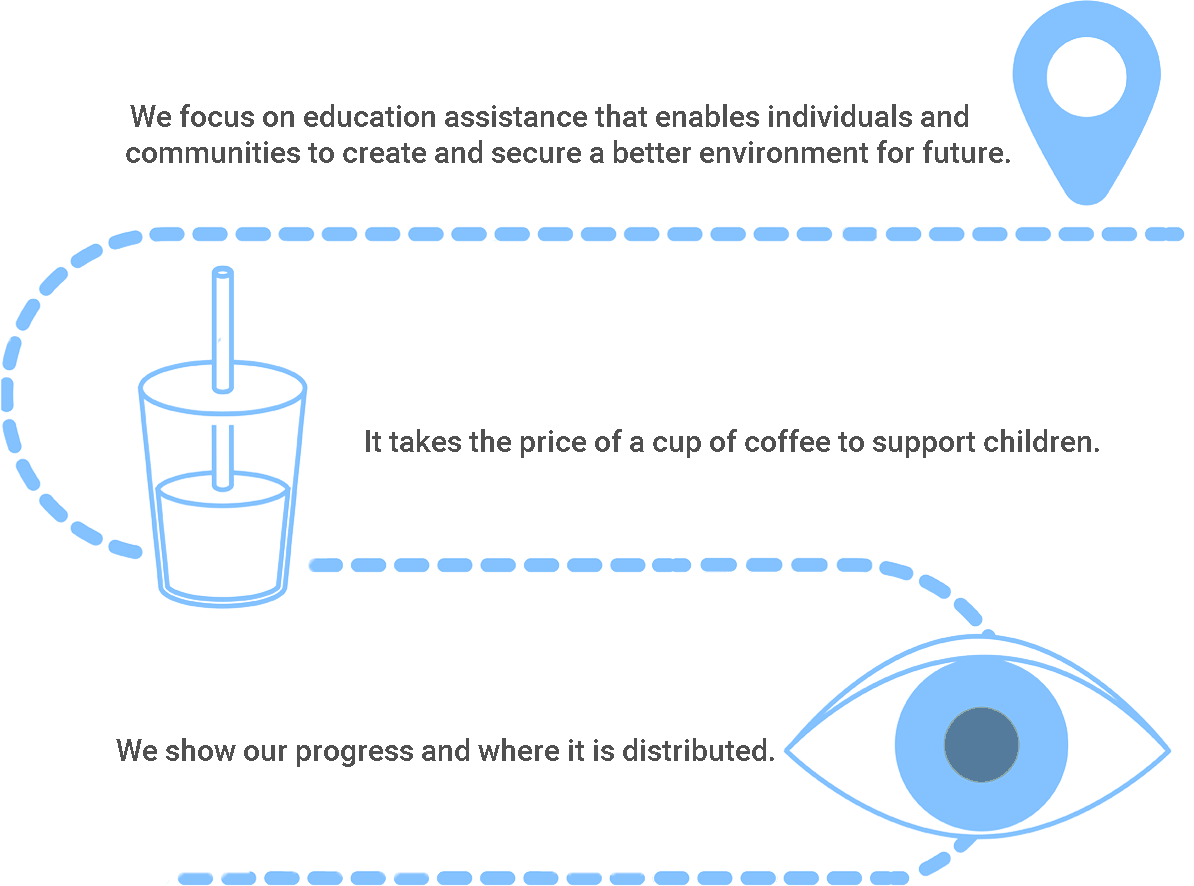 We focus on education assistance that enables individuals and
communities to create and secure a better environment for future.
It takes the price of a cup of coffee to support children.
We show our progress and where it is distributed.